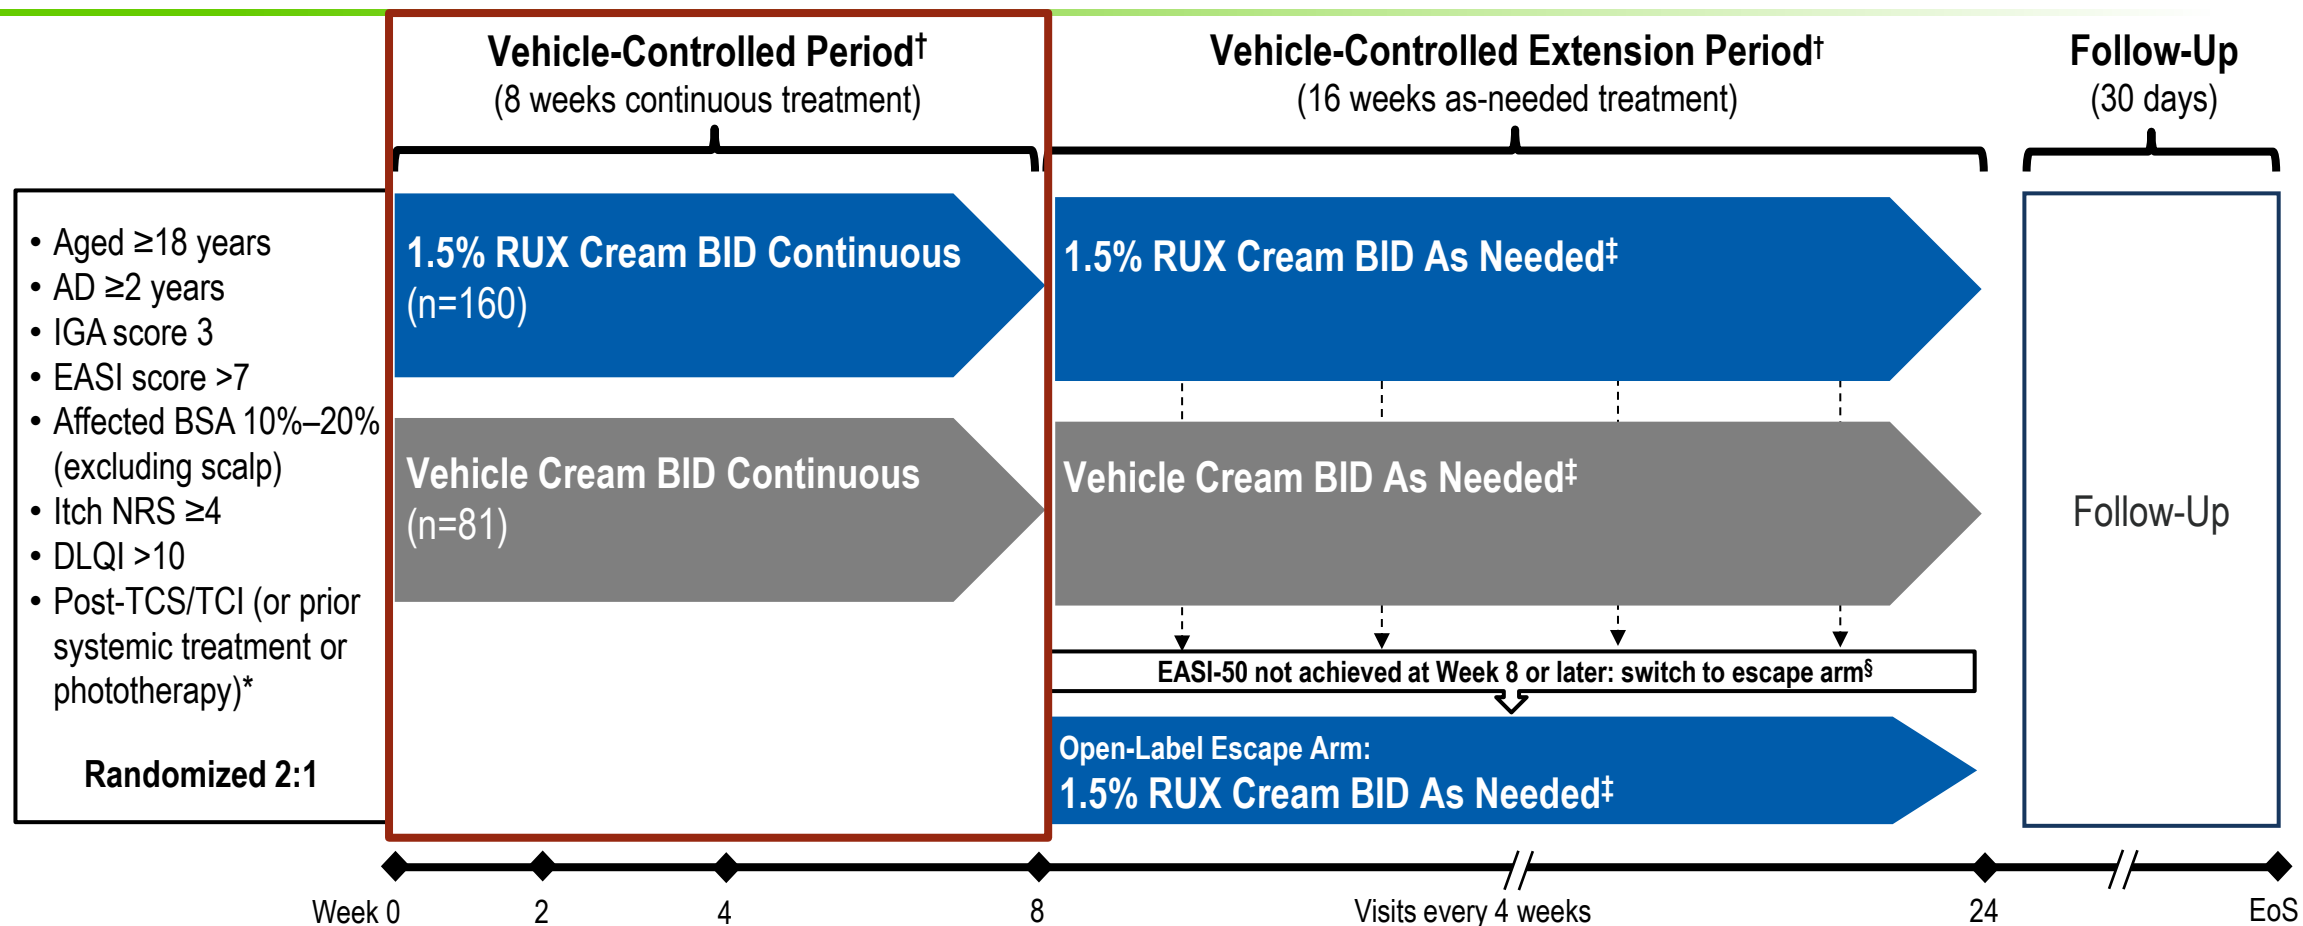 Vehicle-Controlled Period†
(8 weeks continuous treatment)
Vehicle-Controlled Extension Period†
(16 weeks as-needed treatment)
Follow-Up
(30 days)
• Aged ≥18 years
• AD ≥2 years
• IGA score 3
• EASI score >7
• Affected BSA 10%–20%
(excluding scalp)
• Itch NRS ≥4
• DLQI >10
• Post-TCS/TCI (or prior
systemic treatment or
phototherapy)*
Randomized 2:1
1.5% RUX Cream BID Continuous
(n=160)
Vehicle Cream BID Continuous
(n=81)
1.5% RUX Cream BID As Needed‡
Vehicle Cream BID As Needed‡
EASI-50 not achieved at Week 8 or later: switch to escape arm§
Open-Label Escape Arm:
1.5% RUX Cream BID As Needed‡
Follow-Up
Week 0
2
4
8
Visits every 4 weeks
24
EoS